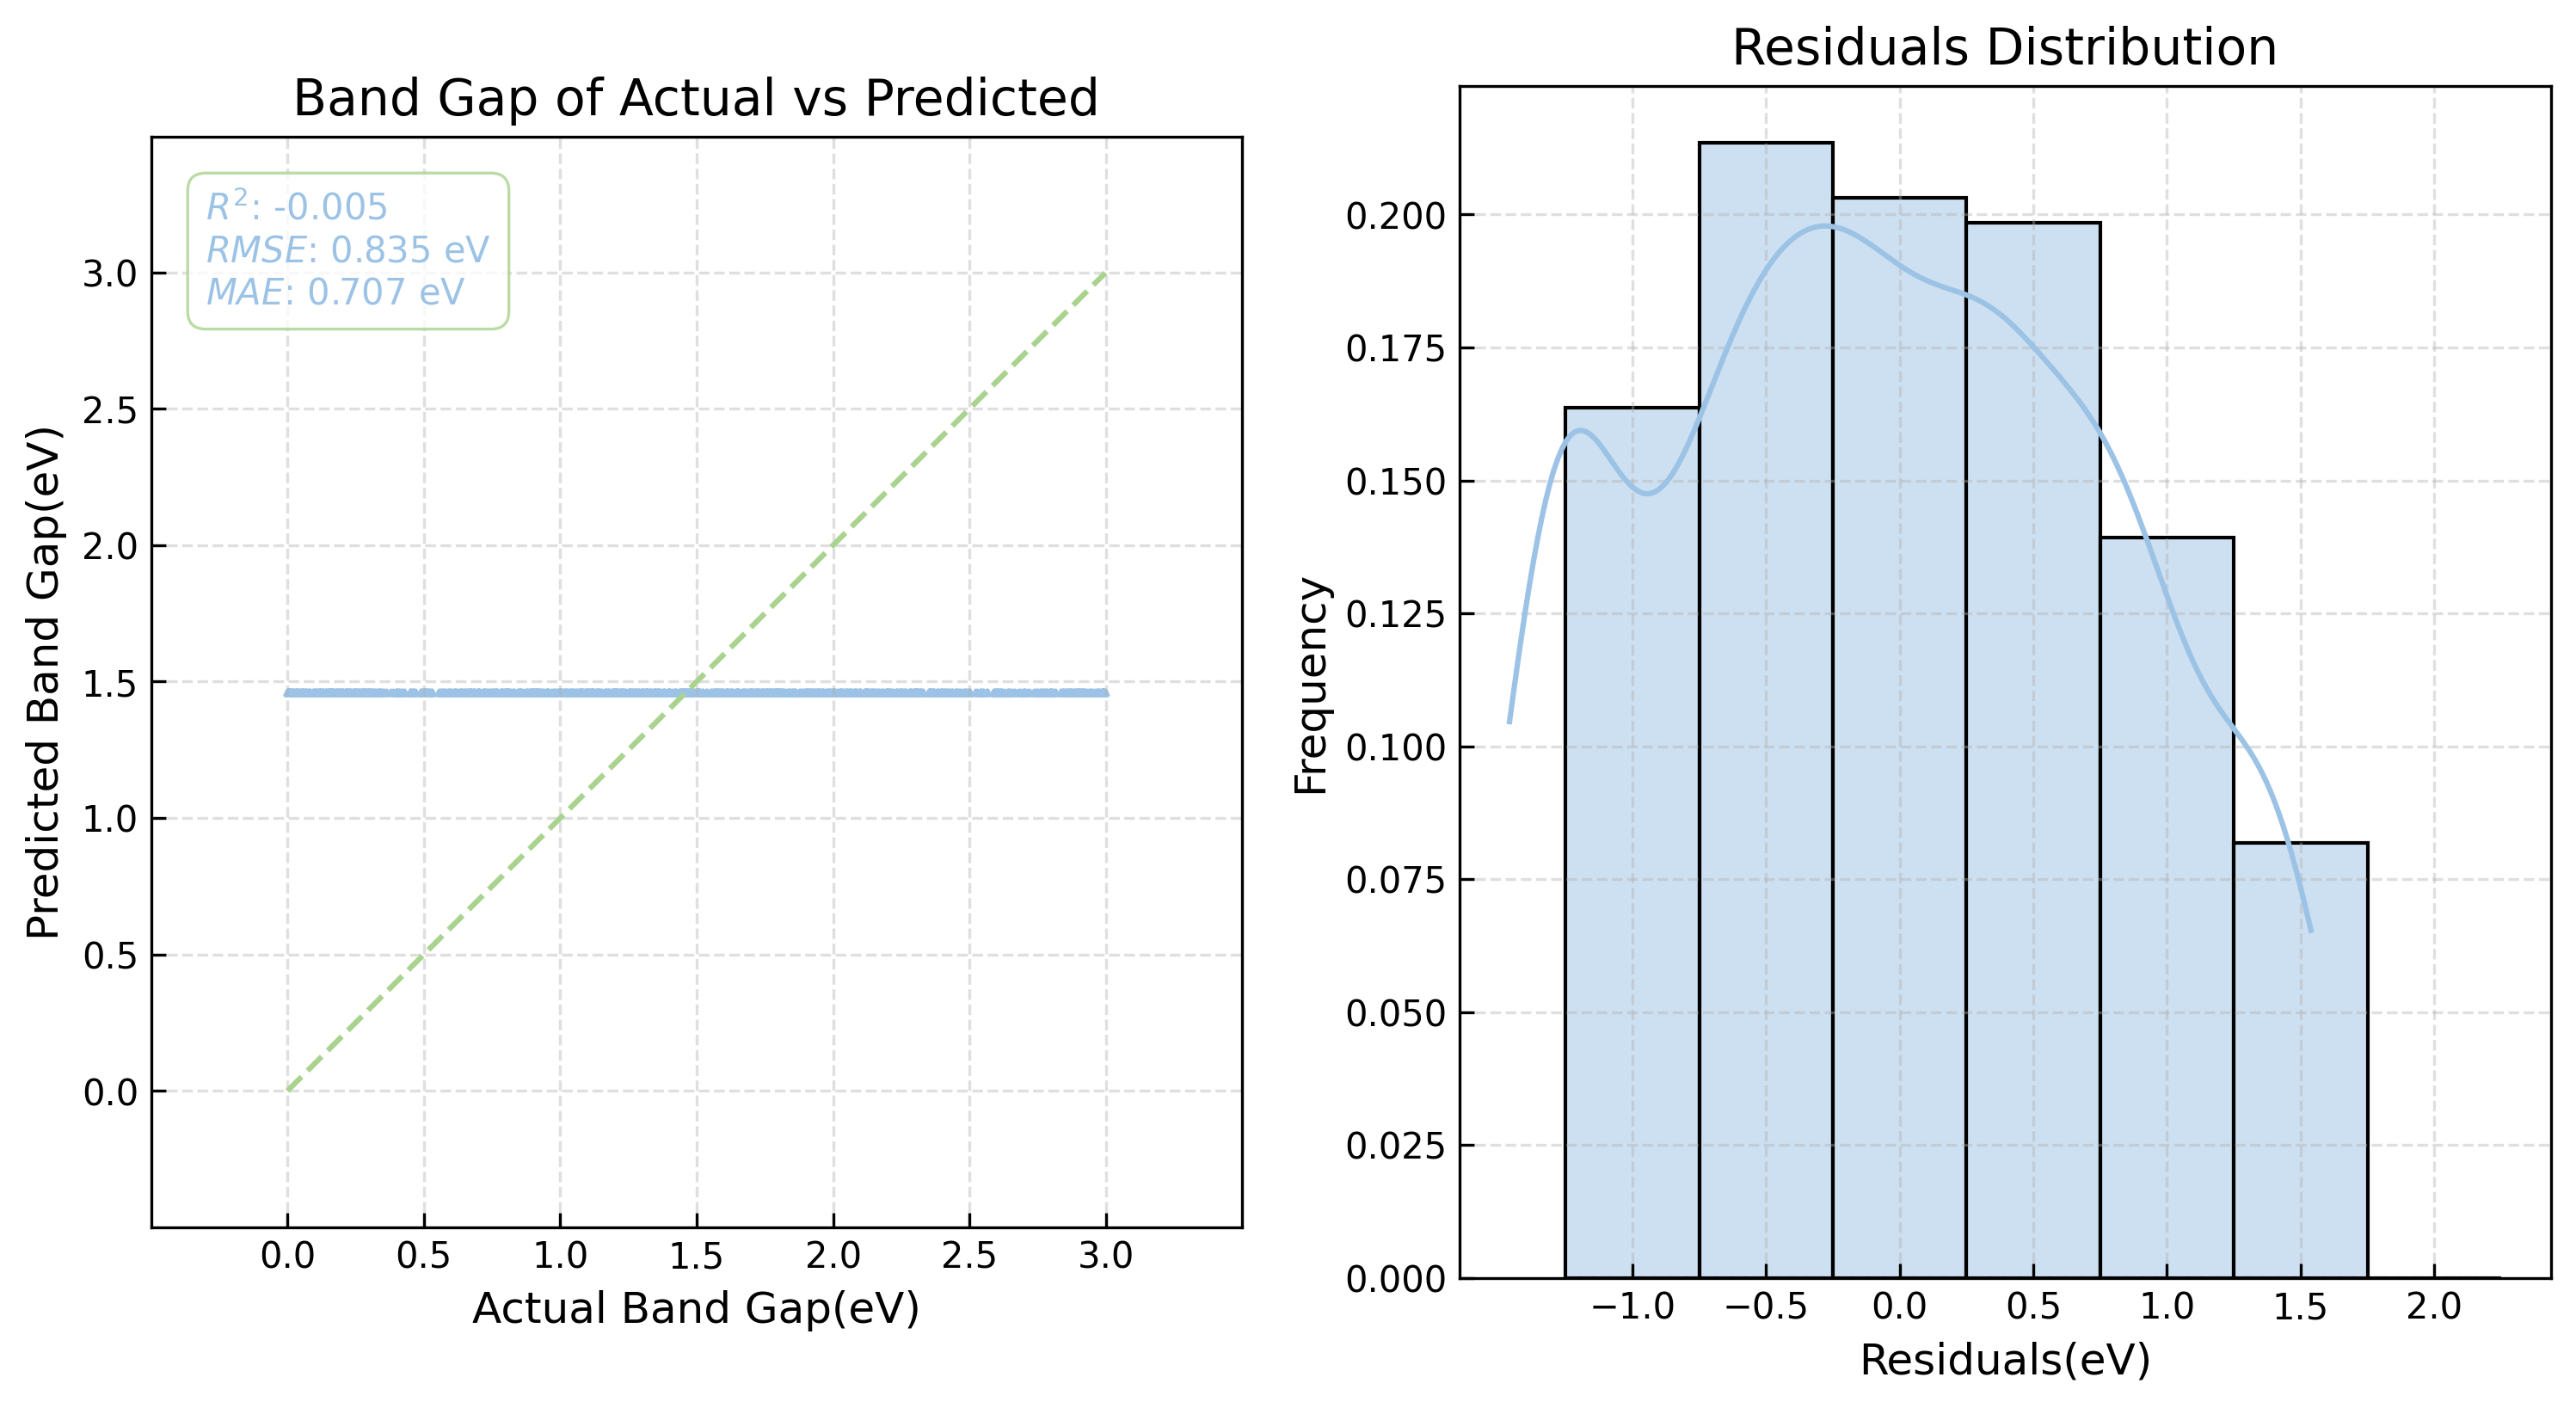 Band Gap of Actual vs Predicted
R²: -0.005
RMSE: 0.835 eV
MAE: 0.707 eV
Predicted Band Gap(eV)
3.0
2.5
2.0
1.5
1.0
0.5
0.0
0.0 0.5 1.0 1.5 2.0 2.5 3.0
Actual Band Gap(eV)
Residuals Distribution
Frequency
0.200
0.175
0.150
0.125
0.100
0.075
0.050
0.025
0.000
−1.0 −0.5 0.0 0.5 1.0 1.5 2.0
Residuals(eV)